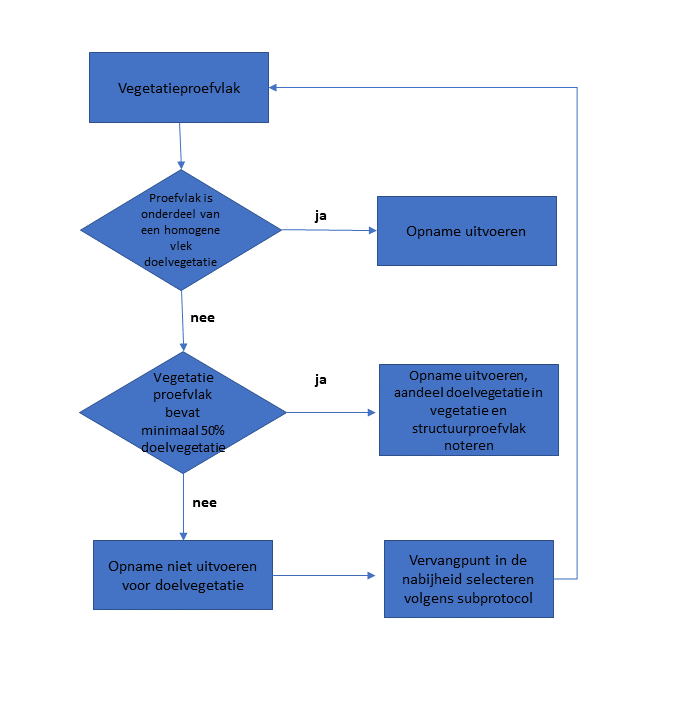 Vegetatieproefvlak
Proefvlak is
onderdeel van
een homogene
vlek
doelvegetatie
ja
Opname uitvoeren
nee
Vegetatie
proefvlak
bevat
minimaal 50%
doelvegetatie
ja
Opname uitvoeren,
aandeel doelvegetatie in
vegetatie en
structuurproefvlak
noteren
nee
Opname niet uitvoeren
voor doelvegetatie
Vervangpunt in de
nabijheid selecteren
volgens subprotocol